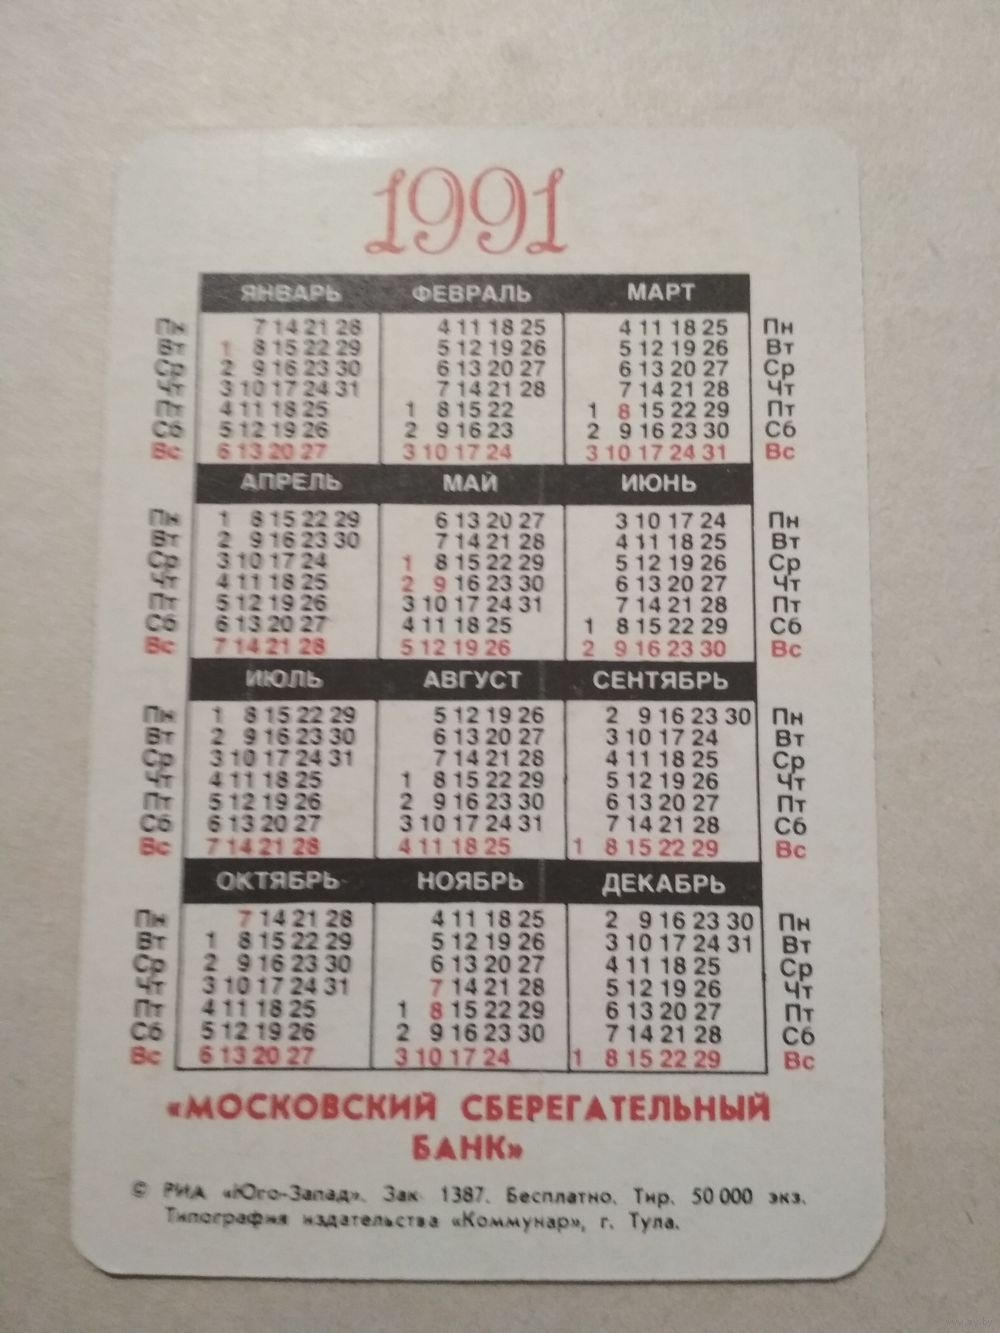 1991
ЯНВАРЬ ФЕВРАЛЬ МАРТ
Пн 7 14 21 28 4 11 18 25 4 11 18 25 Пн
Вт 1 8 15 22 29 5 12 19 26 5 12 19 26 Вт
Ср 2 9 16 23 30 6 13 20 27 6 13 20 27 Ср
Чт 3 10 17 24 31 7 14 21 28 7 14 21 28 Чт
Пт 4 11 18 25 1 8 15 22 1 8 15 22 29 Пт
Сб 5 12 19 26 2 9 16 23 2 9 16 23 30 Сб
Вс 6 13 20 27 3 10 17 24 3 10 17 24 31 Вс
АПРЕЛЬ МАЙ ИЮНЬ
Пн 1 8 15 22 29 6 13 20 27 3 10 17 24 Пн
Вт 2 9 16 23 30 7 14 21 28 4 11 18 25 Вт
Ср 3 10 17 24 1 8 15 22 29 5 12 19 26 Ср
Чт 4 11 18 25 2 9 16 23 30 6 13 20 27 Чт
Пт 5 12 19 26 3 10 17 24 31 7 14 21 28 Пт
Сб 6 13 20 27 4 11 18 25 1 8 15 22 29 Сб
Вс 7 14 21 28 5 12 19 26 2 9 16 23 30 Вс
ИЮЛЬ АВГУСТ СЕНТЯБРЬ
Пн 1 8 15 22 29 5 12 19 26 2 9 16 23 30 Пн
Вт 2 9 16 23 30 6 13 20 27 3 10 17 24 Вт
Ср 3 10 17 24 31 7 14 21 28 4 11 18 25 Ср
Чт 4 11 18 25 1 8 15 22 29 5 12 19 26 Чт
Пт 5 12 19 26 2 9 16 23 30 6 13 20 27 Пт
Сб 6 13 20 27 3 10 17 24 31 7 14 21 28 Сб
Вс 7 14 21 28 4 11 18 25 1 8 15 22 29 Вс
ОКТЯБРЬ НОЯБРЬ ДЕКАБРЬ
Пн 7 14 21 28 4 11 18 25 2 9 16 23 30 Пн
Вт 1 8 15 22 29 5 12 19 26 3 10 17 24 31 Вт
Ср 2 9 16 23 30 6 13 20 27 4 11 18 25 Ср
Чт 3 10 17 24 31 7 14 21 28 5 12 19 26 Чт
Пт 4 11 18 25 1 8 15 22 29 6 13 20 27 Пт
Сб 5 12 19 26 2 9 16 23 30 7 14 21 28 Сб
Вс 6 13 20 27 3 10 17 24 1 8 15 22 29 Вс
«МОСКОВСКИЙ СБЕРЕГАТЕЛЬНЫЙ
БАНК»
© РИА «Юго-Запад». Зак 1387. Бесплатно. Тир. 50 000 экз.
Типография издательства «Коммунар», г. Тула.